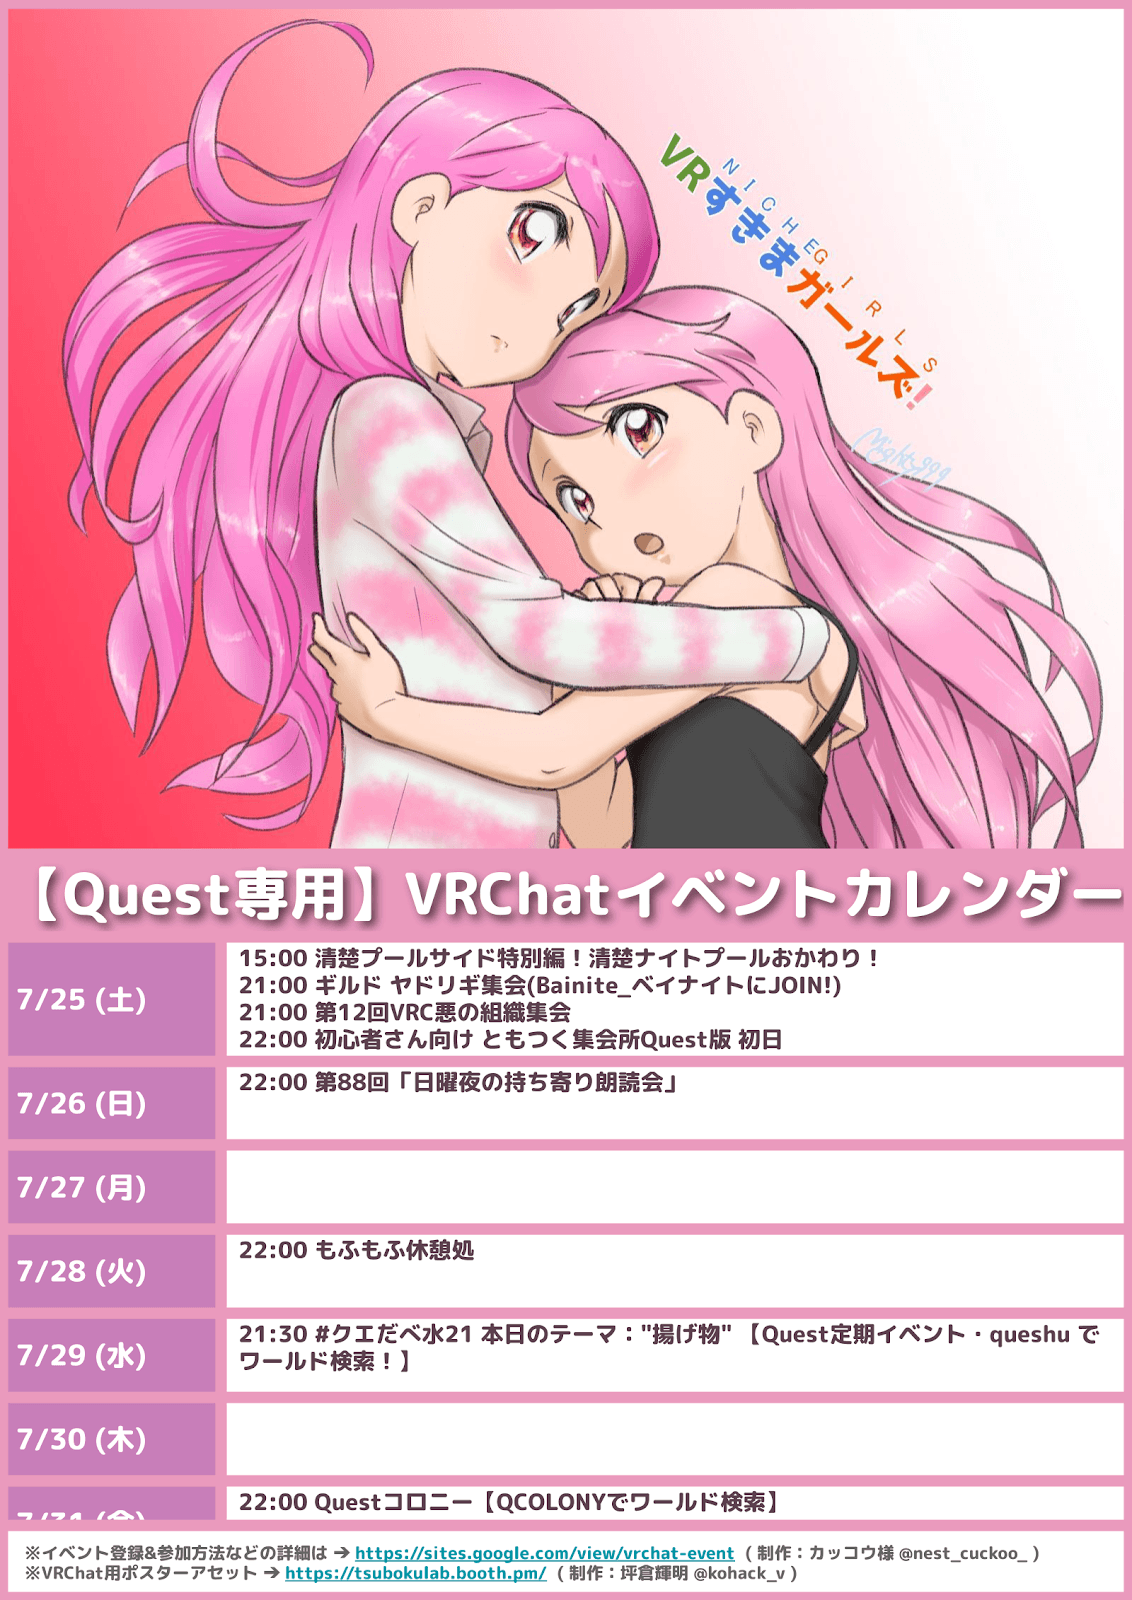 NICHE GIRLS
VRすきまガールズ!
Mighty999
【Quest専用】VRChatイベントカレンダー
7/25 (土)
15:00 清楚プールサイド特別編！清楚ナイトプールおかわり！
21:00 ギルド ヤドリギ集会(Bainite_ベイナイトにJOIN!)
21:00 第12回VRC悪の組織集会
22:00 初心者さん向け ともつく集会所Quest版 初日
7/26 (日)
22:00 第88回「日曜夜の持ち寄り朗読会」
7/27 (月)
7/28 (火)
22:00 もふもふ休憩処
7/29 (水)
21:30 #クエだべ水21 本日のテーマ："揚げ物" 【Quest定期イベント・queshu で
ワールド検索！】
7/30 (木)
7/31 (金)
22:00 Questコロニー【QCOLONYでワールド検索】
※イベント登録&参加方法などの詳細は ➔ https://sites.google.com/view/vrchat-event ( 制作：カッコウ様 @nest_cuckoo_ )
※VRChat用ポスターアセット ➔ https://tsubokulab.booth.pm/ ( 制作：坪倉輝明 @kohack_v )